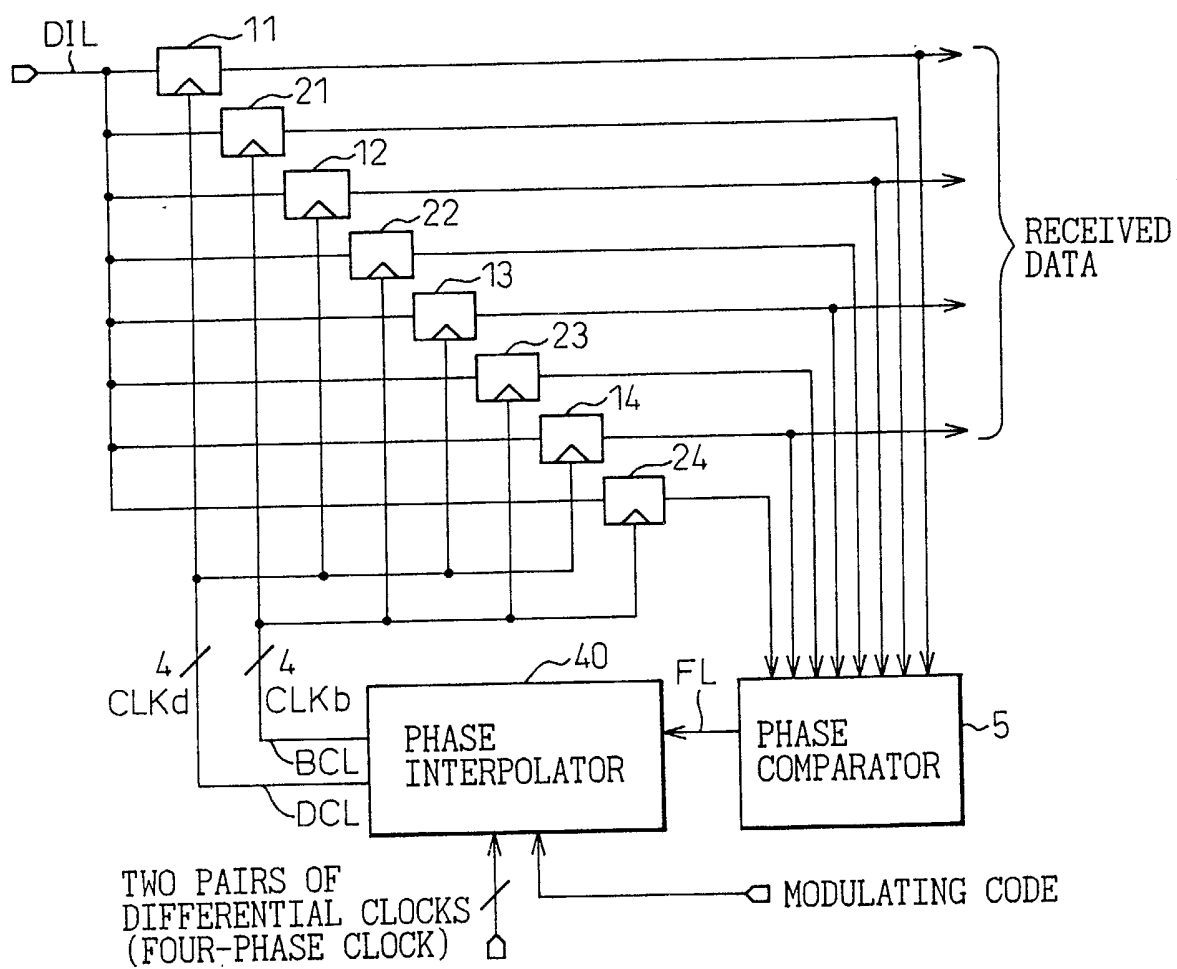 DIL
11
21
12
22
13
23
14
24
RECEIVED
DATA
4
4
CLKd
CLKb
40
FL
5
PHASE
INTERPOLATOR
PHASE
COMPARATOR
BCL
DCL
TWO PAIRS OF
DIFFERENTIAL CLOCKS
(FOUR-PHASE CLOCK)
MODULATING CODE